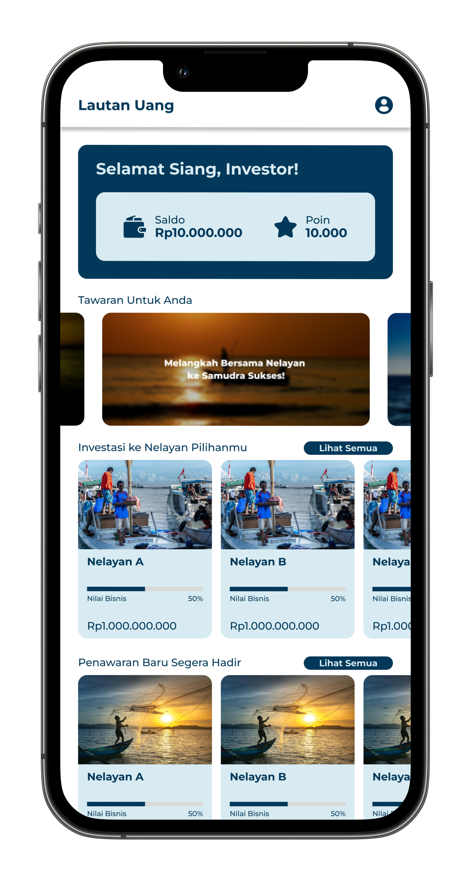 Lautan Uang
Selamat Siang, Investor!
Saldo
Rp10.000.000
Poin
10.000
Tawaran Untuk Anda
Melangkah Bersama Nelayan
ke Samudra Sukses!
Investasi ke Nelayan Pilihanmu
Lihat Semua
Nelayan A
Nilai Bisnis 50%
Rp1.000.000.000
Nelayan B
Nilai Bisnis 50%
Rp1.000.000.000
Nelaya
Nilai Bisn
Rp1.00
Penawaran Baru Segera Hadir
Lihat Semua
Nelayan A
Nilai Bisnis 50%
Nelayan B
Nilai Bisnis 50%
Nelaya
Nilai